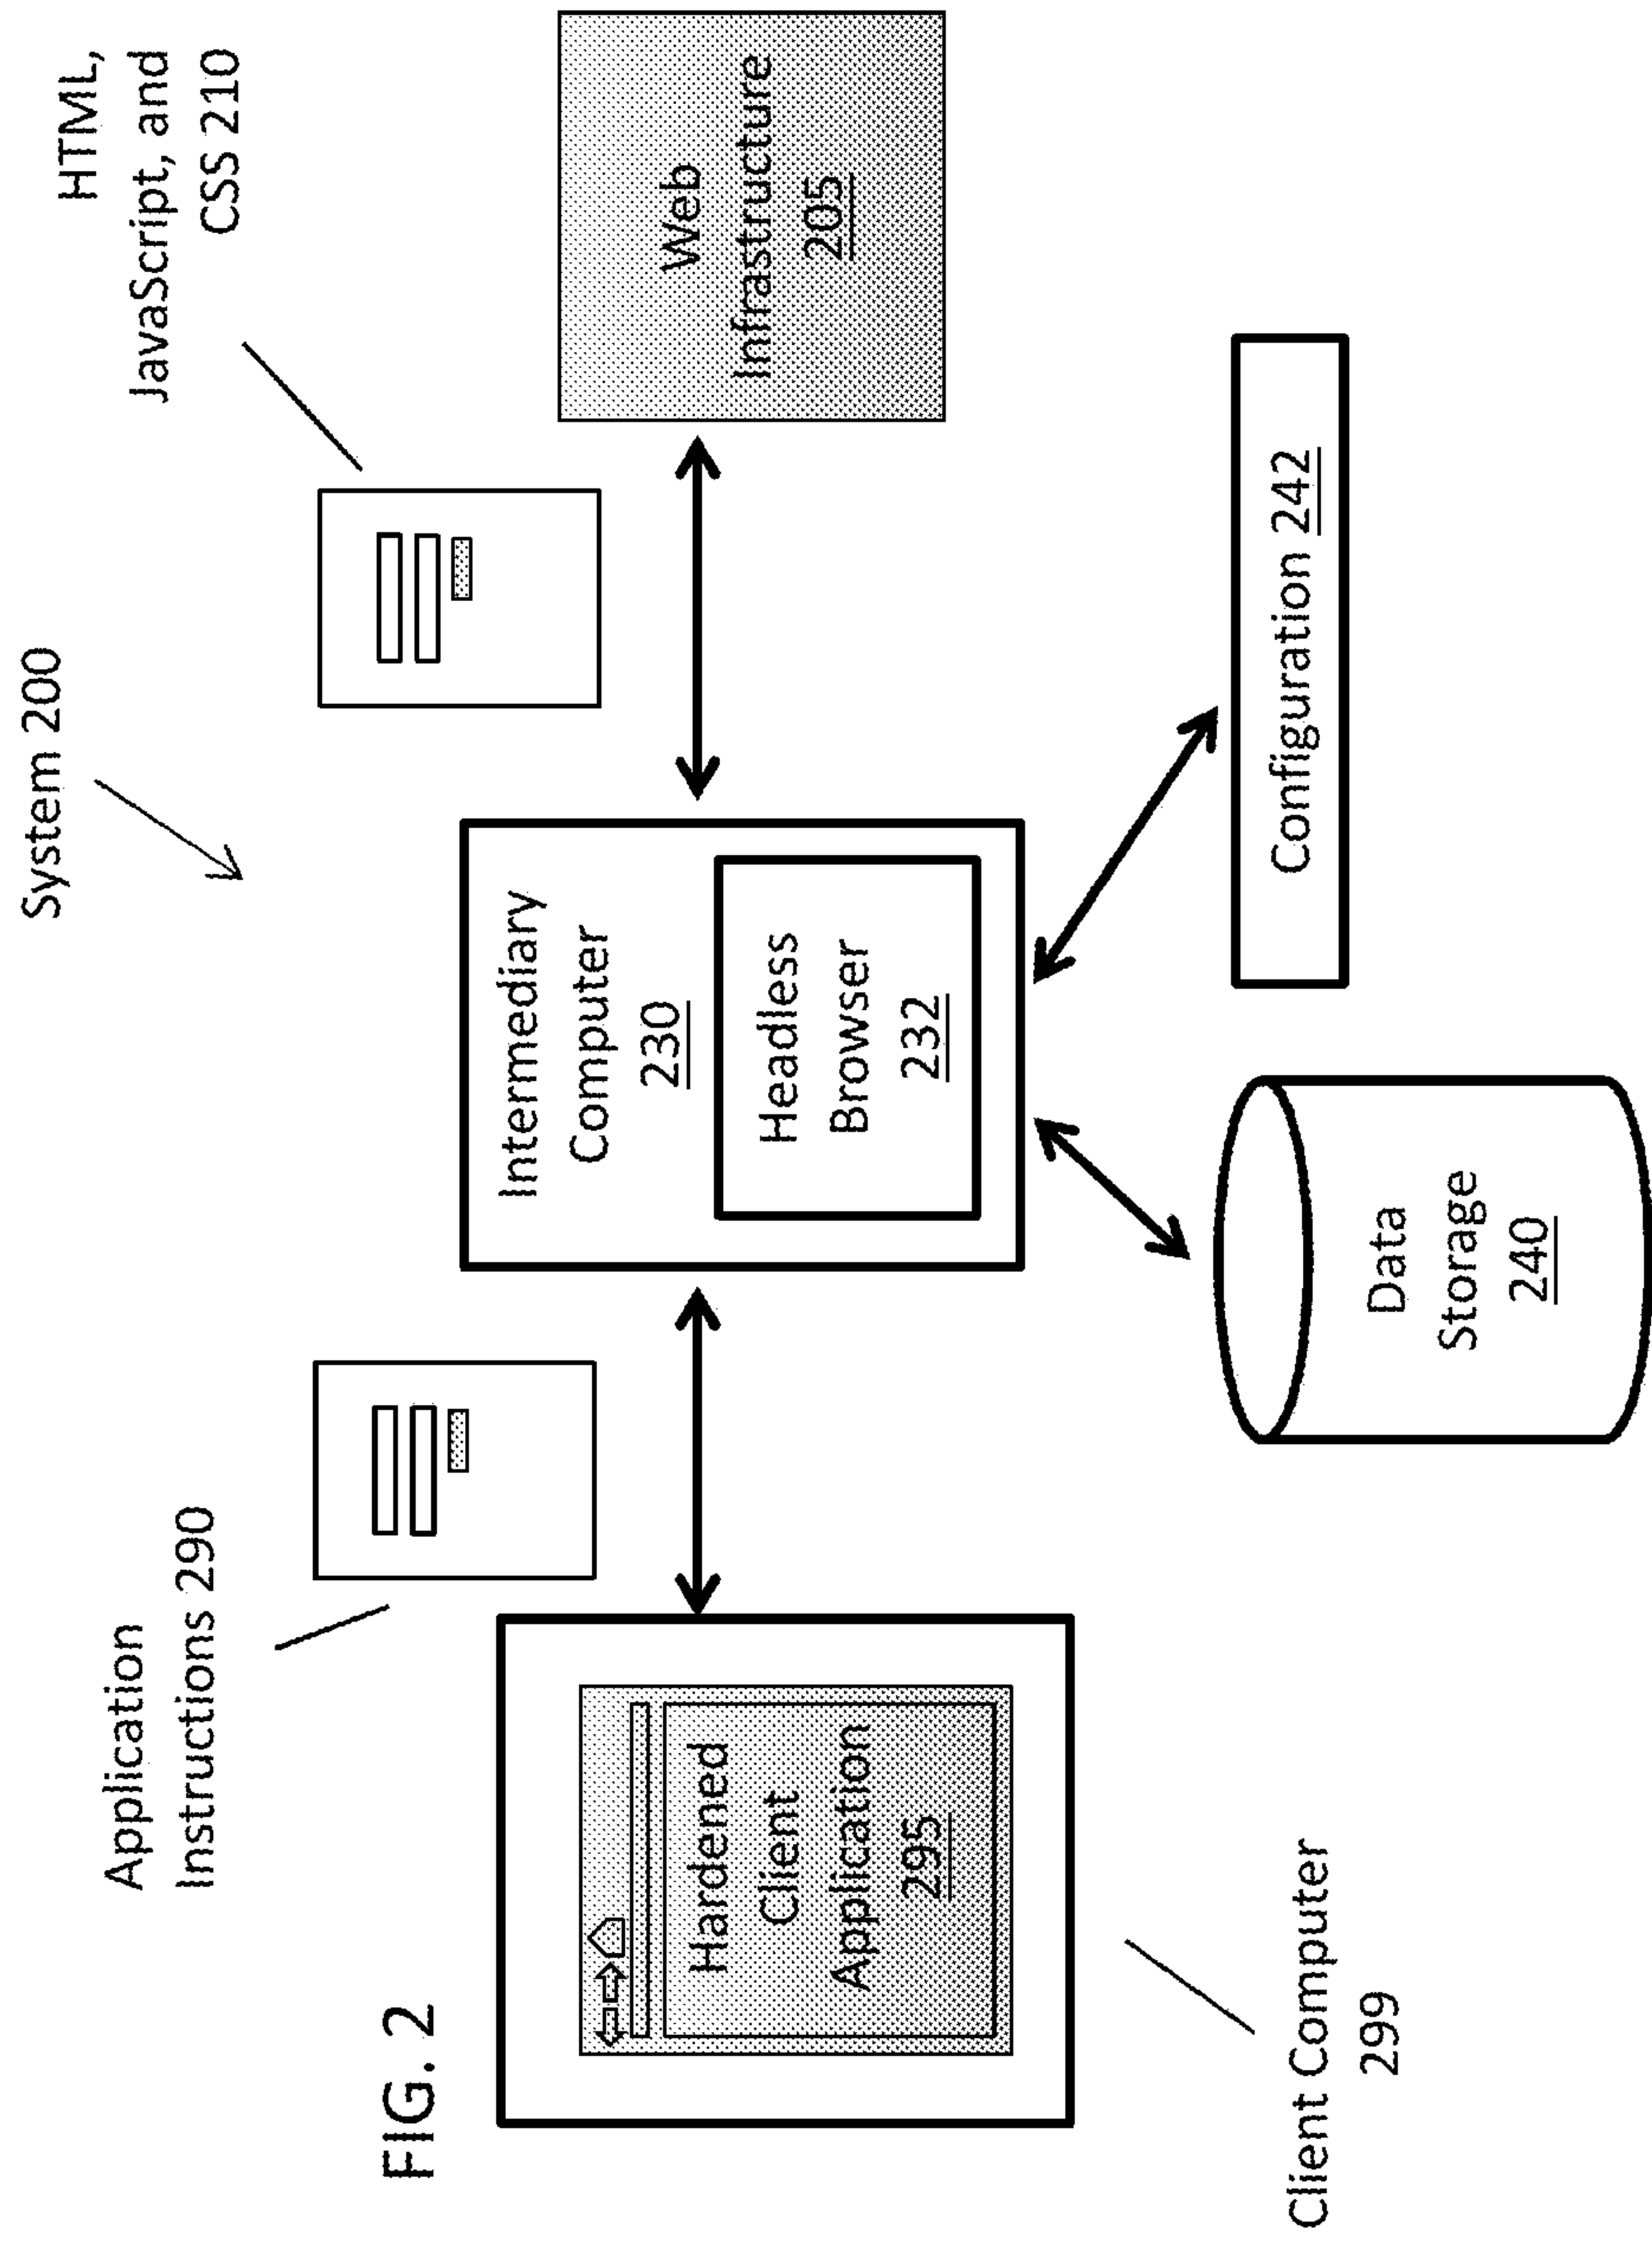 System 200
HTML,
JavaScript, and
CSS 210
Application
Instructions 290
FIG. 2
Hardened
Client
Application
295
Client Computer
299
Intermediary
Computer
230
Headless
Browser
232
Web
Infrastructure
205
Data
Storage
240
Configuration 242